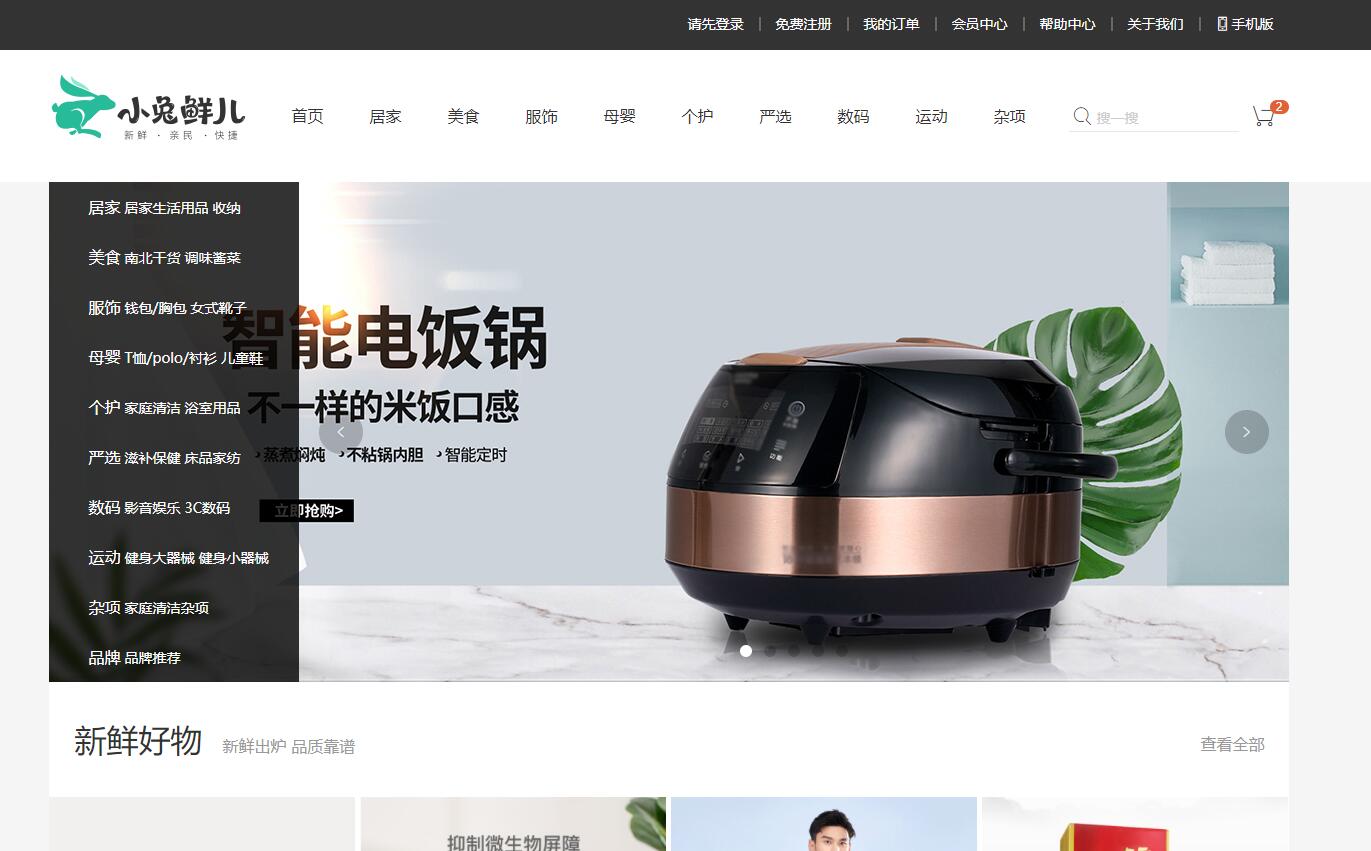 请先登录 | 免费注册 | 我的订单 | 会员中心 | 帮助中心 | 关于我们 | 手机版
小兔鲜儿
新鲜 · 亲民 · 快捷
首页 居家 美食 服饰 母婴 个护 严选 数码 运动 杂项 搜一搜 2
居家 居家生活用品 收纳
美食 南北干货 调味酱菜
服饰 钱包/胸包 女式靴子
母婴 T恤/polo/衬衫 儿童鞋
个护 家庭清洁 浴室用品
严选 滋补保健 床品家纺
数码 影音娱乐 3C数码
运动 健身大器械 健身小器械
杂项 家庭清洁杂项
品牌 品牌推荐
智能电饭锅
不一样的米饭口感
蒸煮焖炖 不粘锅内胆 智能定时
立即抢购>
新鲜好物 新鲜出炉 品质靠谱 查看全部
抑制微生物屏障